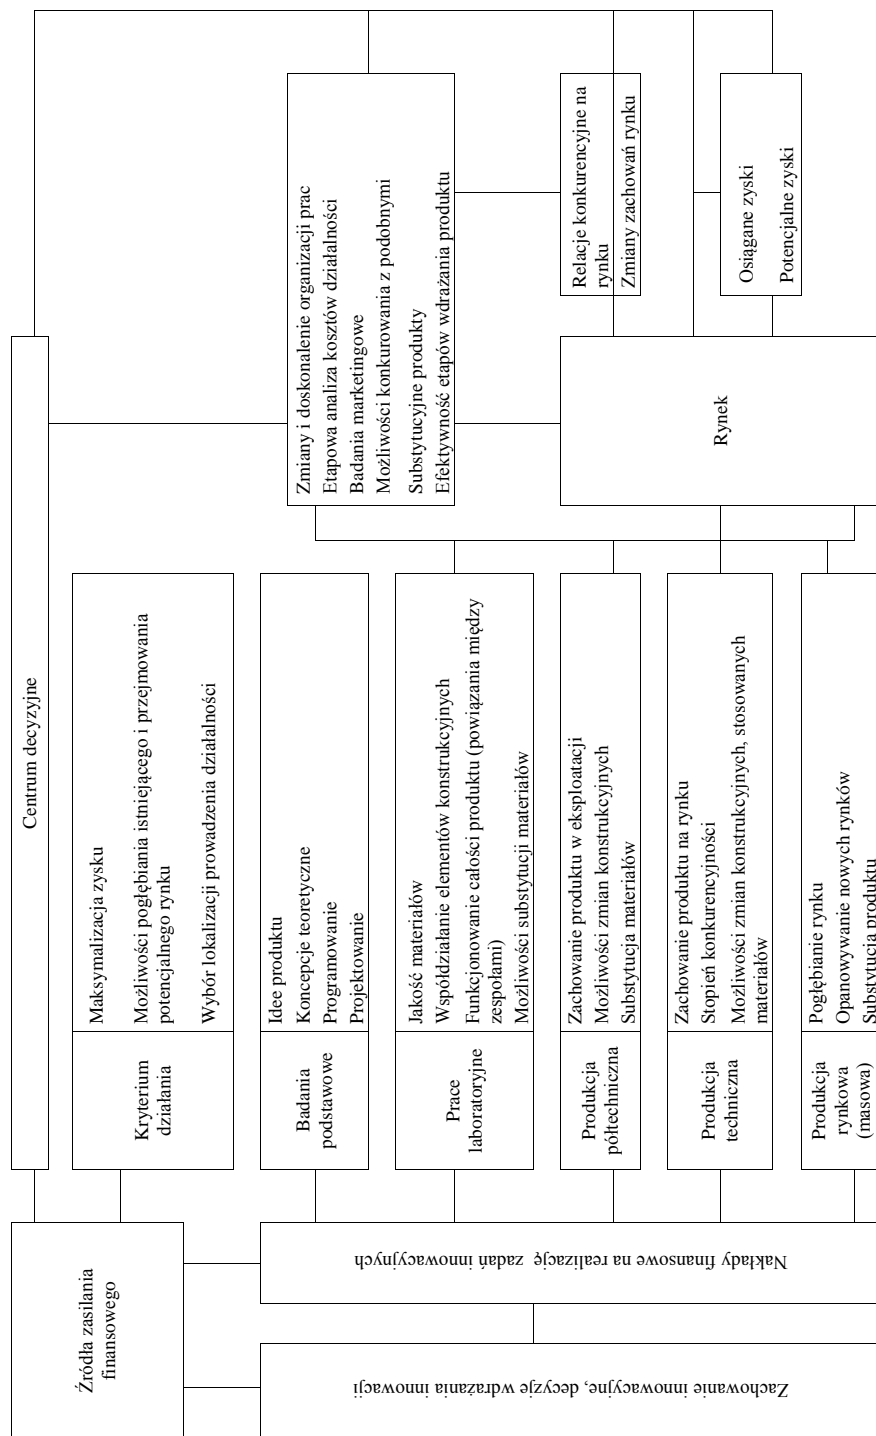 Centrum decyzyjne
Źródła zasilania
finansowego
Kryterium
działania
Maksymalizacja zysku
Możliwości pogłębiania istniejącego i przejmowania
potencjalnego rynku
Wybór lokalizacji prowadzenia działalności
Badania
podstawowe
Idee produktu
Koncepcje teoretyczne
Programowanie
Projektowanie
Prace
laboratoryjne
Jakość materiałów
Współdziałanie elementów konstrukcyjnych
Funkcjonowanie całości produktu (powiązania między
zespołami)
Możliwości substytucji materiałów
Produkcja
półtechniczna
Zachowanie produktu w eksploatacji
Możliwości zmian konstrukcyjnych
Substytucja materiałów
Produkcja
techniczna
Zachowanie produktu na rynku
Stopień konkurencyjności
Możliwości zmian konstrukcyjnych, stosowanych
materiałów
Produkcja
rynkowa
(masowa)
Pogłębianie rynku
Opanowywanie nowych rynków
Substytucja produktu
Zmiany i doskonalenie organizacji prac
Etapowa analiza kosztów działalności
Badania marketingowe
Możliwości konkurowania z podobnymi
Substytucyjne produkty
Efektywność etapów wdrażania produktu
Relacje konkurencyjne na
rynku
Zmiany zachowań rynku
Osiągane zyski
Potencjalne zyski
Rynek
Nakłady finansowe na realizację zadań innowacyjnych
Zachowanie innowacyjne, decyzje wdrażania innowacji